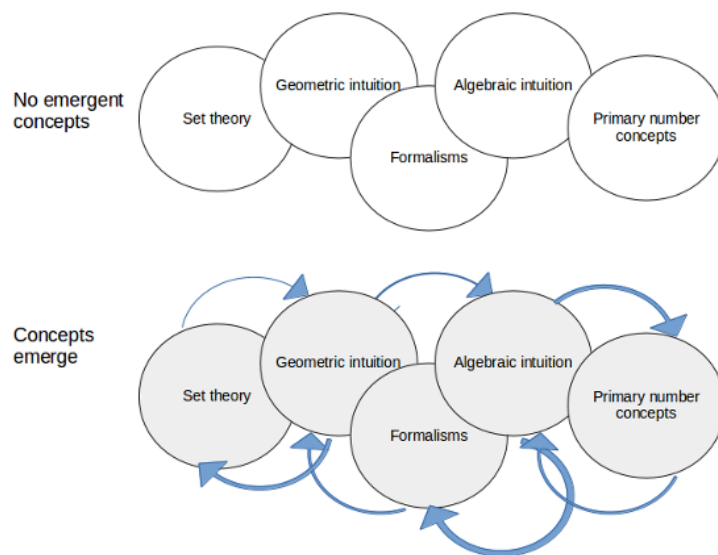 No emergent
concepts
Set theory
Geometric intuition
Formalisms
Algebraic intuition
Primary number
concepts
Concepts
emerge
Set theory
Geometric intuition
Formalisms
Algebraic intuition
Primary number
concepts